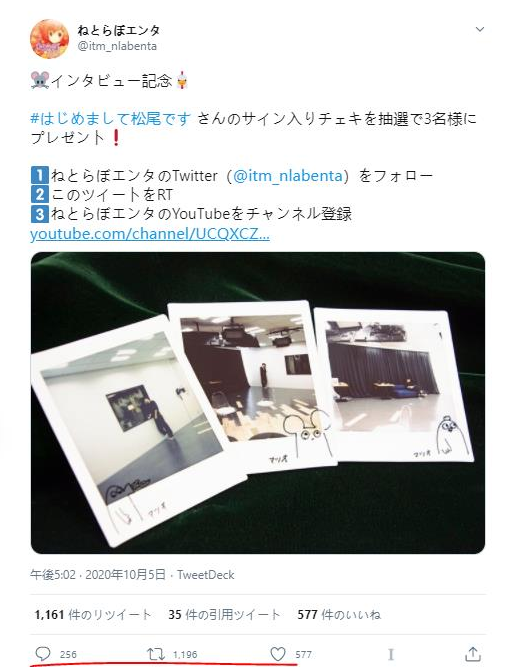 ねとらぼエンタ
@itm_nlabenta
🐭インタビュー記念👨‍🚀
#はじめまして松尾です さんのサイン入りチェキを抽選で3名様に
プレゼント❗
1️⃣ねとらぼエンタのTwitter（@itm_nlabenta）をフォロー
2️⃣このツイートをRT
3️⃣ねとらぼエンタのYouTubeをチャンネル登録
youtube.com/channel/UCQXCZ...
マツオ
マツオ
マツオ
午後5:02 · 2020年10月5日 · TweetDeck
1,161 件のリツイート 35 件の引用ツイート 577 件のいいね
256 1,196 577